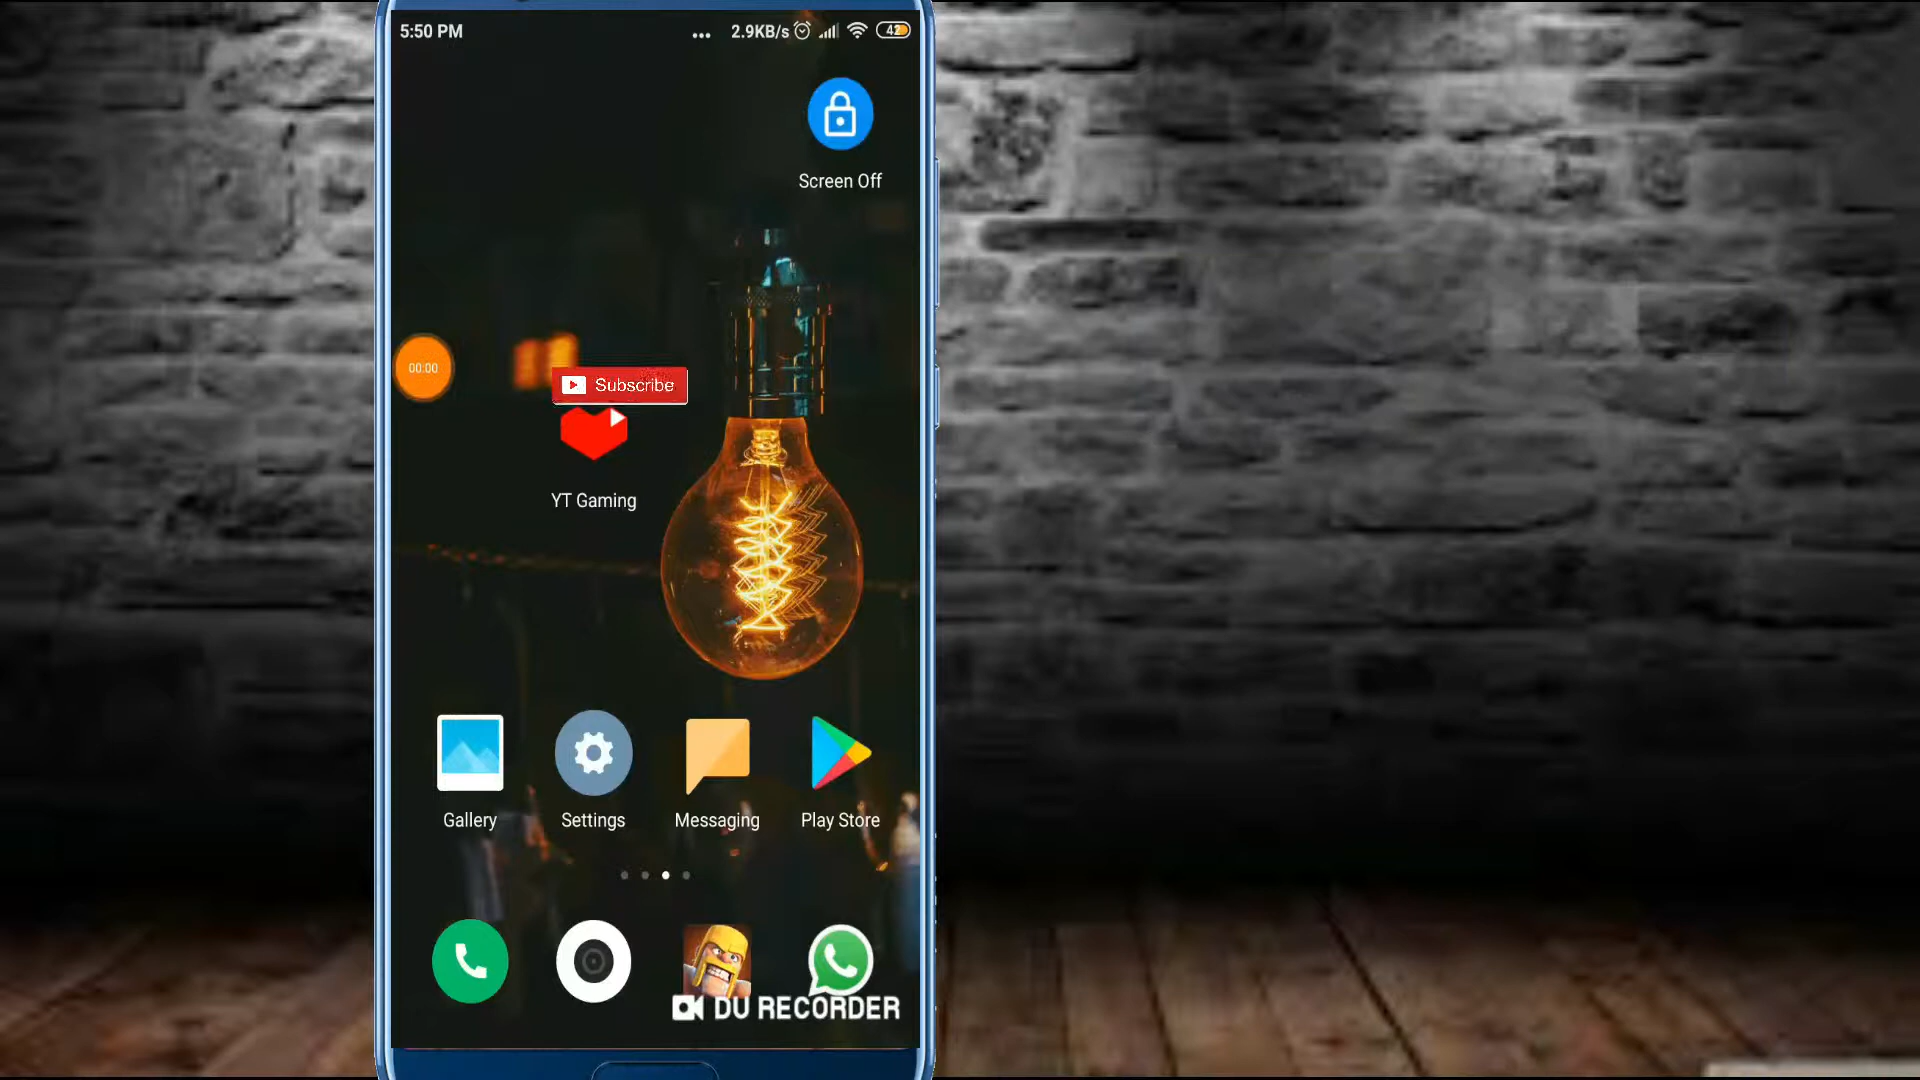 5:50 PM
... 2.9KB/s 42
Screen Off
00:00
Subscribe
YT Gaming
Gallery
Settings
Messaging
Play Store
DU RECORDER